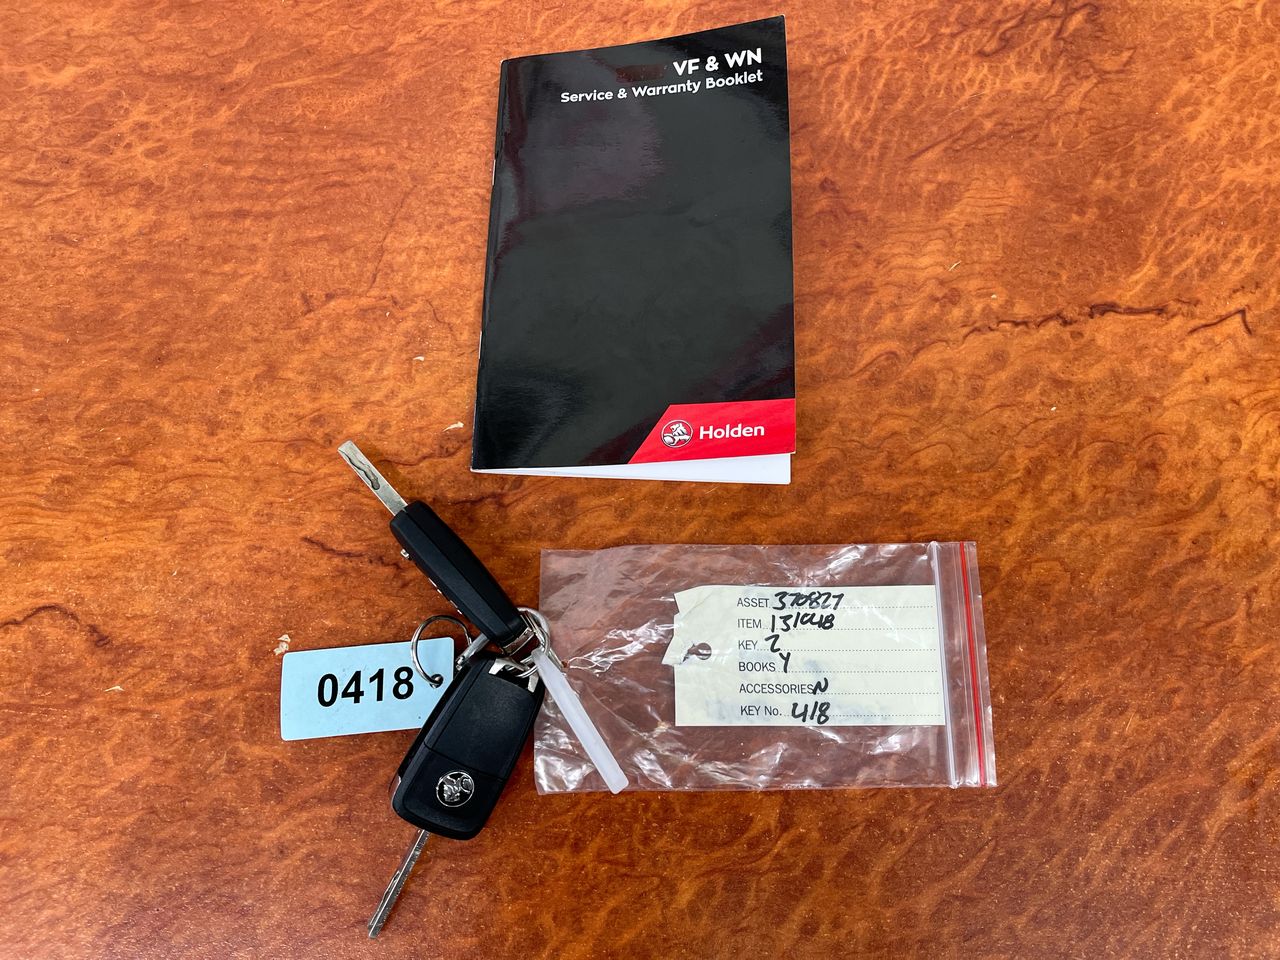 VF & WN
Service & Warranty Booklet
Holden
0418
ASSET 370827
ITEM 131048
KEY 2
BOOKS Y
ACCESSORIES N
KEY No. 418